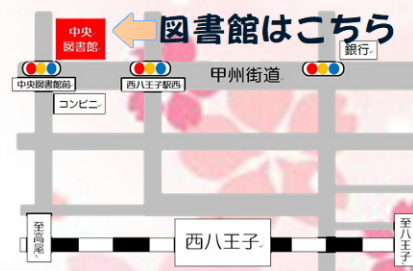 中央
図書館
図書館はこちら
銀行
甲州街道
中央図書館前
西八王子駅西
コンビニ
至高尾
西八王子
至八王子